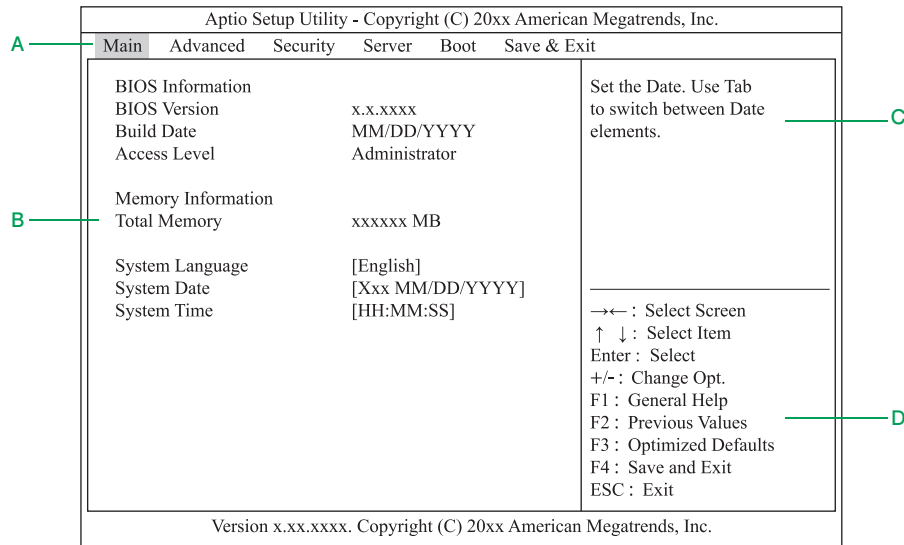 Aptio Setup Utility - Copyright (C) 20xx American Megatrends, Inc.
A
Main Advanced Security Server Boot Save & Exit
BIOS Information
BIOS Version x.x.xxxx
Build Date MM/DD/YYYY
Access Level Administrator
Memory Information
B
Total Memory xxxxxx MB
System Language [English]
System Date [Xxx MM/DD/YYYY]
System Time [HH:MM:SS]
Set the Date. Use Tab
to switch between Date
elements.
C
→← : Select Screen
↑ ↓ : Select Item
Enter : Select
+/- : Change Opt.
F1 : General Help
F2 : Previous Values
D
F3 : Optimized Defaults
F4 : Save and Exit
ESC : Exit
Version x.xx.xxxx. Copyright (C) 20xx American Megatrends, Inc.